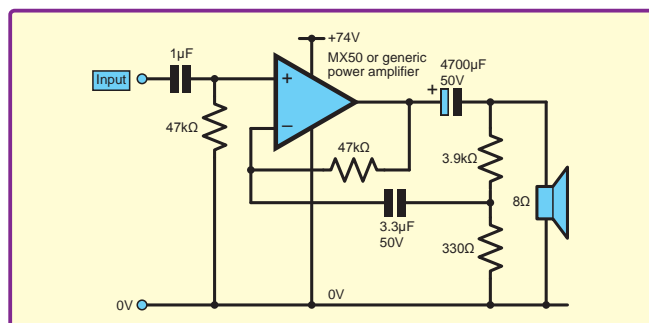 +74V
1µF
MX50 or generic
power amplifier
4700µF
50V
Input
+
+
–
47kΩ
47kΩ
3.9kΩ
8Ω
3.3µF
50V
330Ω
0V
0V